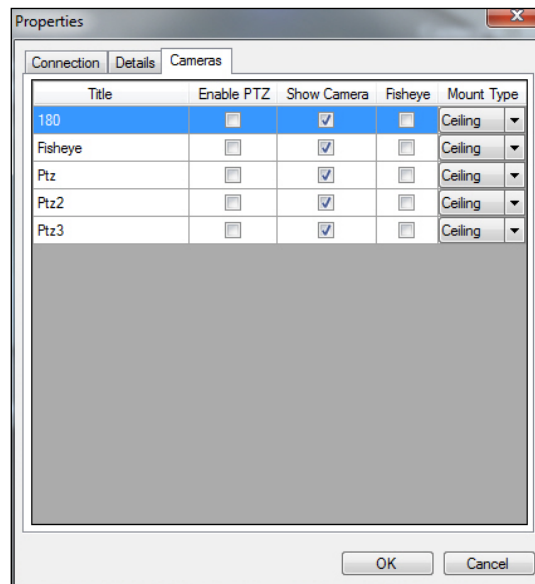 Properties
Connection Details Cameras
Title Enable PTZ Show Camera Fisheye Mount Type
180 Ceiling
Fisheye Ceiling
Ptz Ceiling
Ptz2 Ceiling
Ptz3 Ceiling
OK Cancel